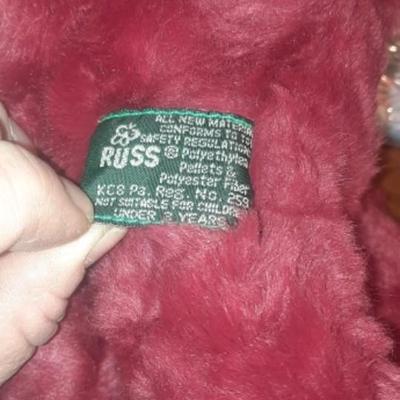 ALL NEW MATERIAL
CONFORMS TO TOY
SAFETY REGULATIONS
RUSS® Polyethylene
Pellets &
Polyester Fiber
KCS Pa. Reg. No. 259
NOT SUITABLE FOR CHILDREN
UNDER 3 YEARS